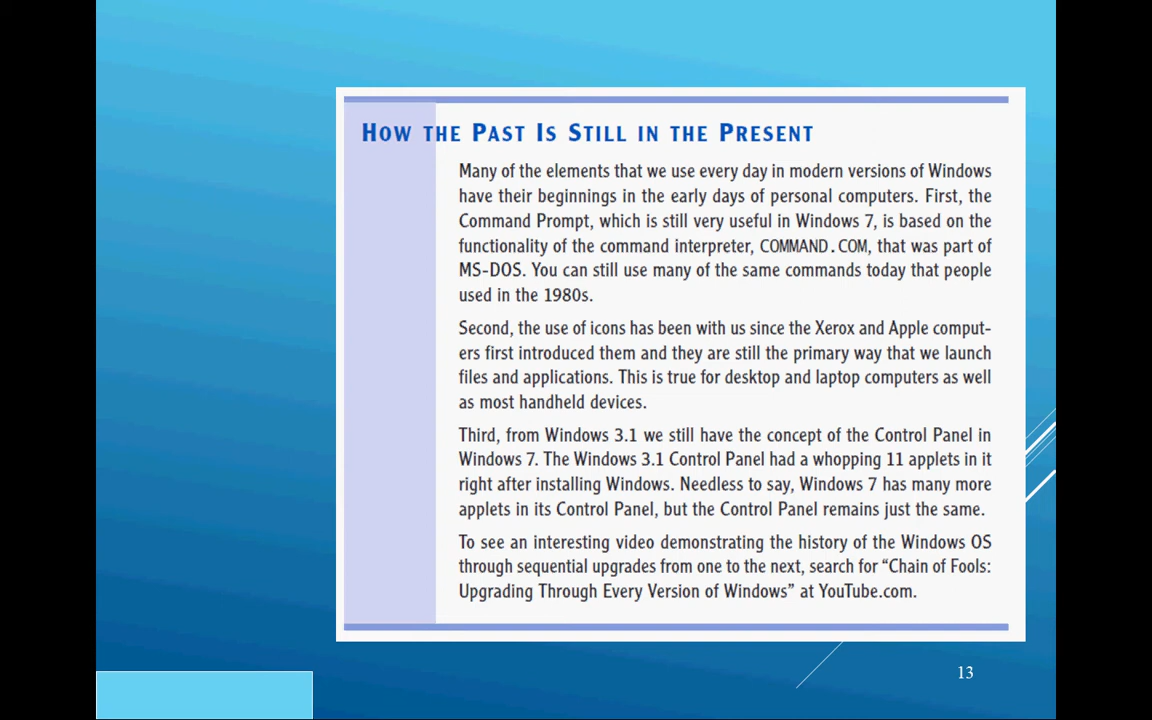 HOW THE PAST IS STILL IN THE PRESENT
Many of the elements that we use every day in modern versions of Windows
have their beginnings in the early days of personal computers. First, the
Command Prompt, which is still very useful in Windows 7, is based on the
functionality of the command interpreter, COMMAND.COM, that was part of
MS-DOS. You can still use many of the same commands today that people
used in the 1980s.
Second, the use of icons has been with us since the Xerox and Apple comput-
ers first introduced them and they are still the primary way that we launch
files and applications. This is true for desktop and laptop computers as well
as most handheld devices.
Third, from Windows 3.1 we still have the concept of the Control Panel in
Windows 7. The Windows 3.1 Control Panel had a whopping 11 applets in it
right after installing Windows. Needless to say, Windows 7 has many more
applets in its Control Panel, but the Control Panel remains just the same.
To see an interesting video demonstrating the history of the Windows OS
through sequential upgrades from one to the next, search for “Chain of Fools:
Upgrading Through Every Version of Windows” at YouTube.com.
13